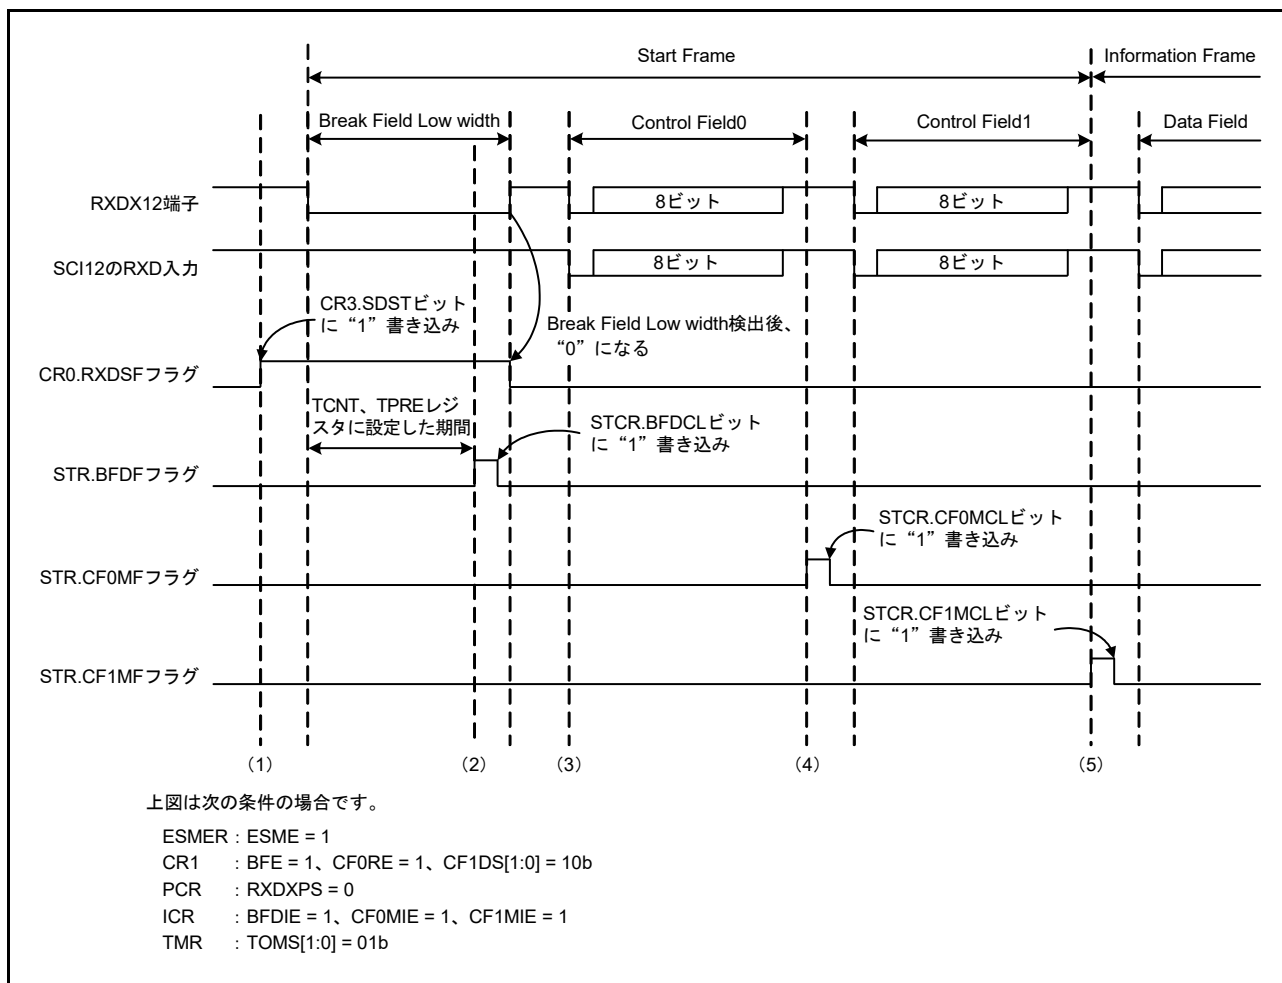 Start Frame
Information Frame
Break Field Low width
Control Field0
Control Field1
Data Field
RXDX12端子
8ビット
8ビット
SCI12のRXD入力
8ビット
8ビット
CR3.SDSTビット
に“1”書き込み
Break Field Low width検出後、
“0”になる
CR0.RXDSFフラグ
TCNT、TPREレジ
スタに設定した期間
STCR.BFDCLビット
に“1”書き込み
STR.BFDFフラグ
STCR.CF0MCLビット
に“1”書き込み
STR.CF0MFフラグ
STCR.CF1MCLビット
に“1”書き込み
STR.CF1MFフラグ
(1)
(2)
(3)
(4)
(5)
上図は次の条件の場合です。
ESMER：ESME = 1
CR1 ：BFE = 1、CF0RE = 1、CF1DS[1:0] = 10b
PCR ：RXDXPS = 0
ICR ：BFDIE = 1、CF0MIE = 1、CF1MIE = 1
TMR ：TOMS[1:0] = 01b